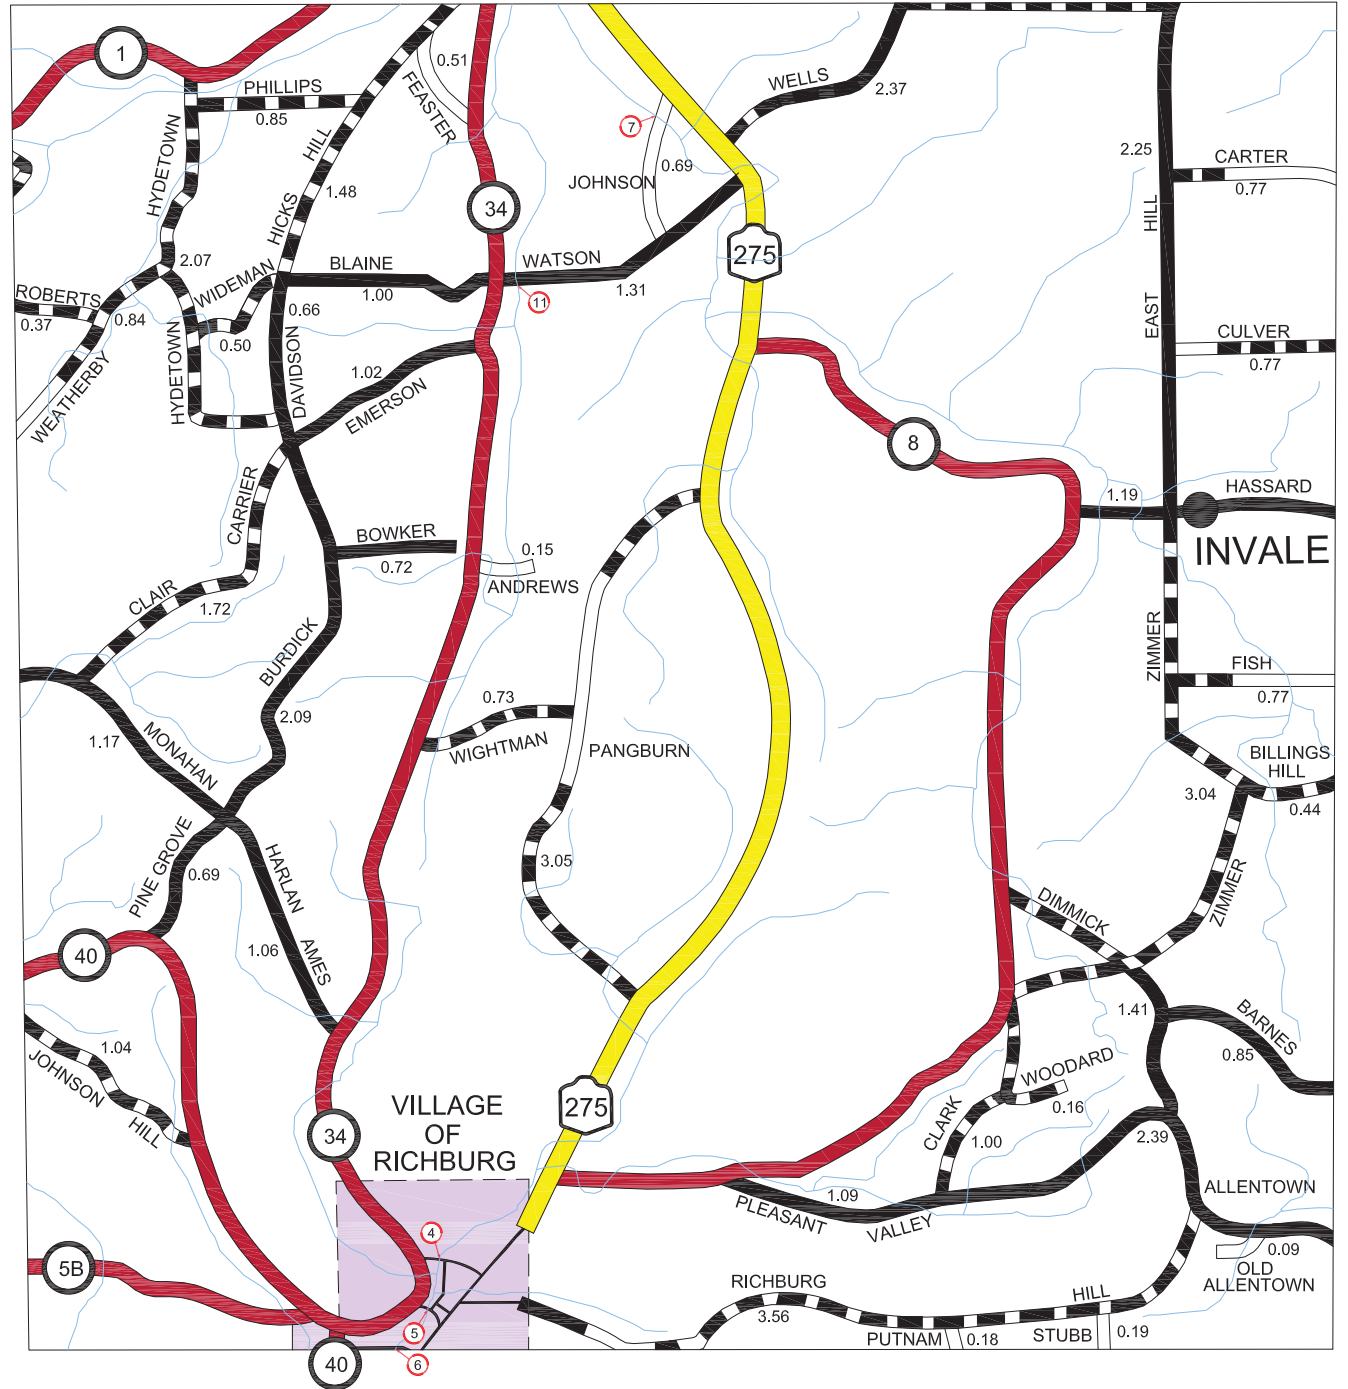 1
PHILLIPS
0.85
FEASTER
0.51
WELLS
2.37
7
HYDETOWN
HICKS
HILL
1.48
34
JOHNSON
0.69
2.25
CARTER
0.77
EAST
HILL
275
2.07
WIDEMAN
BLAINE
1.00
WATSON
1.31
11
ROBERTS
0.37
0.84
0.66
0.50
WEATHERBY
HYDETOWN
DAVIDSON
1.02
EMERSON
CULVER
0.77
8
CARRIER
BOWKER
0.72
0.15
ANDREWS
1.19
HASSARD
INVALE
CLAIR
1.72
BURDICK
2.09
ZIMMER
FISH
0.77
0.73
WIGHTMAN
PANGBURN
3.05
MONAHAN
1.17
BILLINGS
HILL
3.04
0.44
ZIMMER
PINE GROVE
0.69
HARLAN
AMES
1.06
DIMMICK
40
1.41
BARNES
0.85
1.04
JOHNSON
HILL
WOODARD
0.16
CLARK
1.00
VILLAGE
OF
RICHBURG
275
34
2.39
1.09
PLEASANT
VALLEY
ALLENTOWN
0.09
OLD
ALLENTOWN
5B
4
5
6
40
RICHBURG
HILL
3.56
PUTNAM
0.18
STUBB
0.19